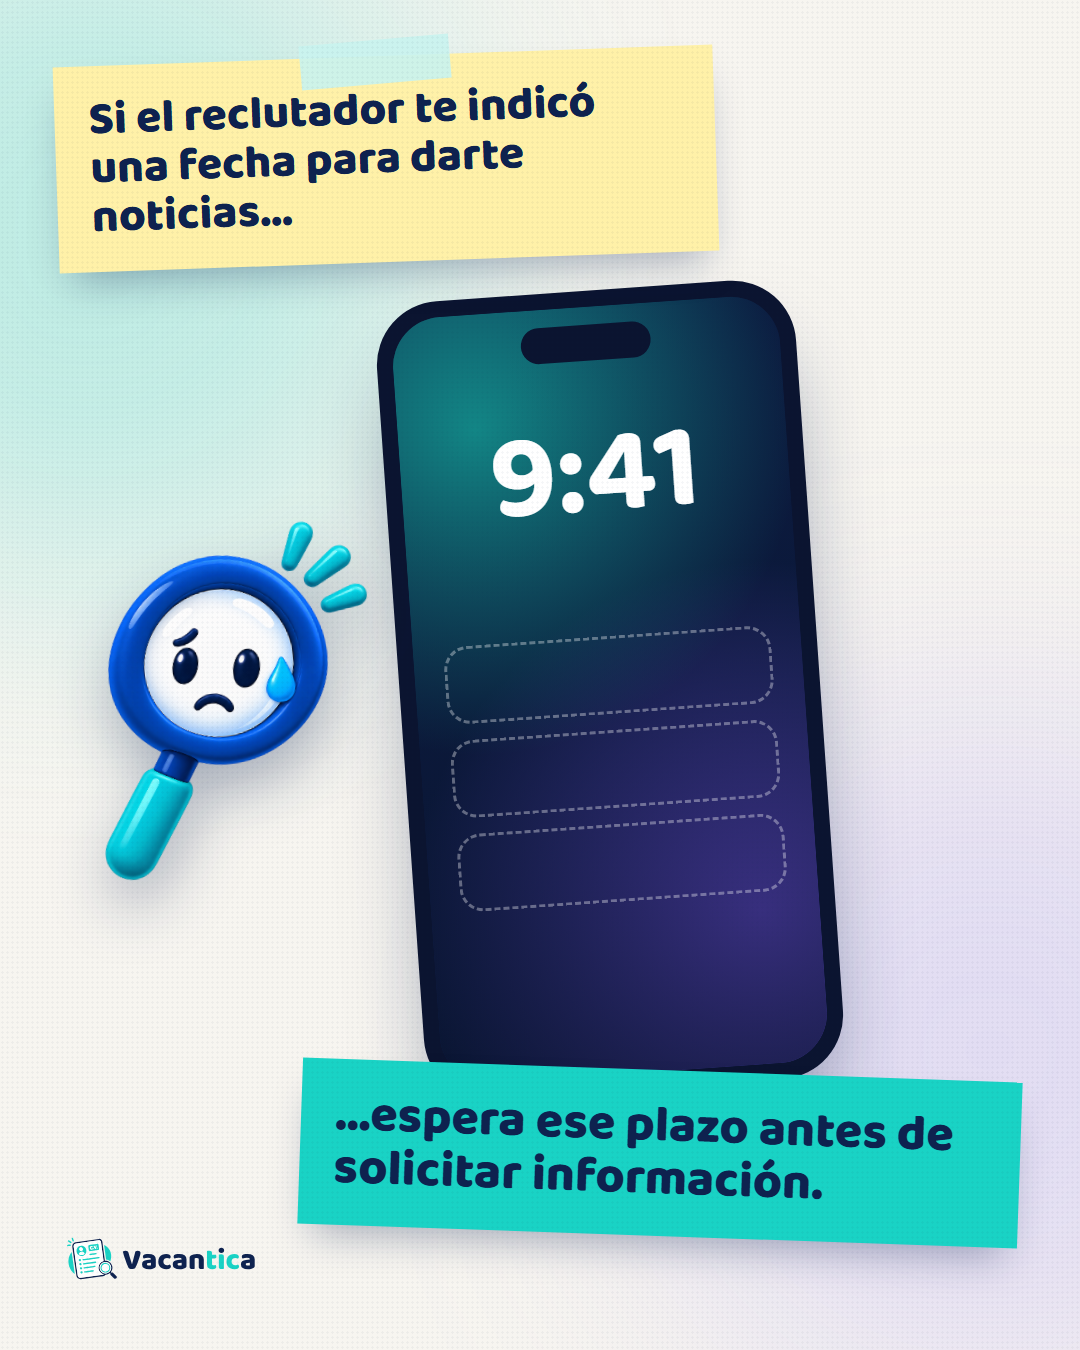 Si el reclutador te indicó
una fecha para darte
noticias...
9:41
...espera ese plazo antes de
solicitar información.
Vacantica